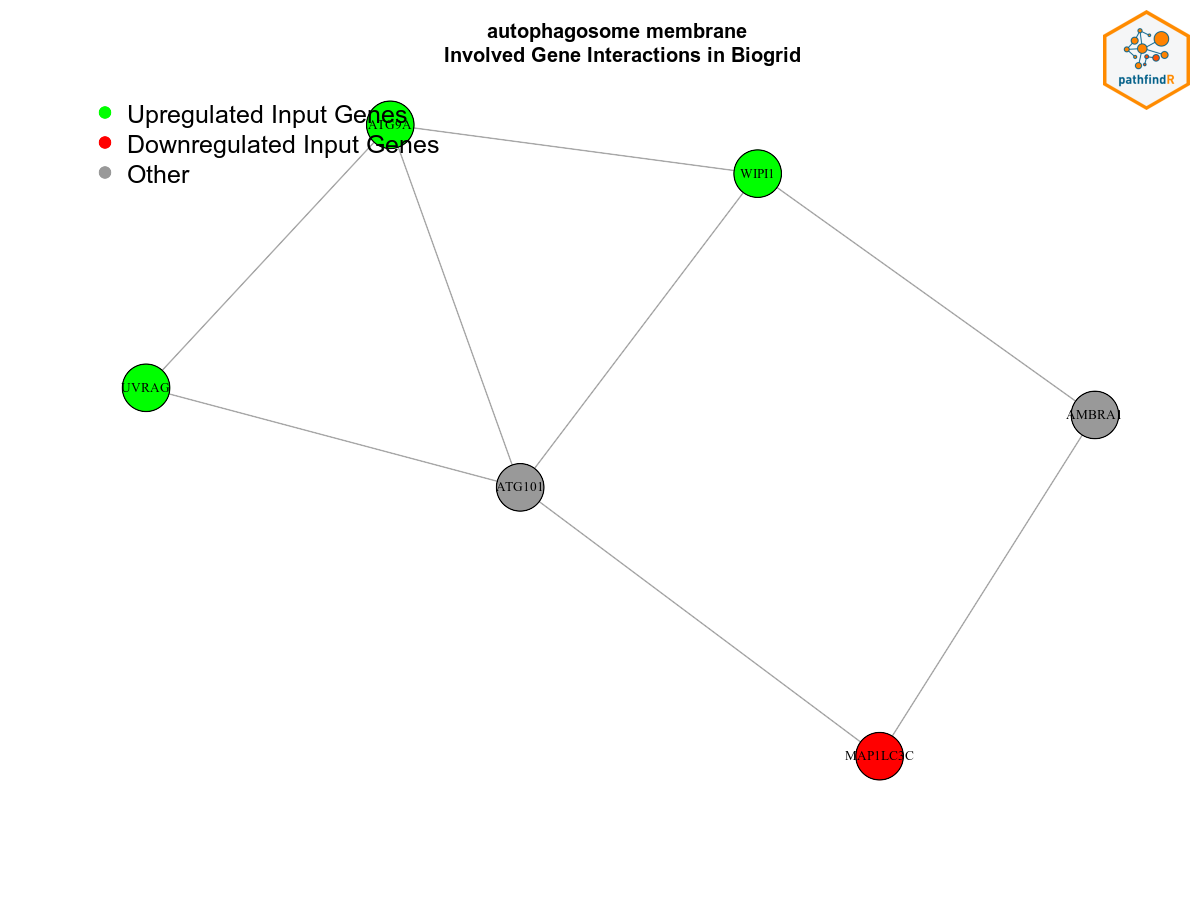 autophagosome membrane
Involved Gene Interactions in Biogrid
pathfindR
Upregulated Input Genes
Downregulated Input Genes
Other
ATG9A
WIPI1
UVRAG
AMBRA1
ATG101
MAP1LC3C